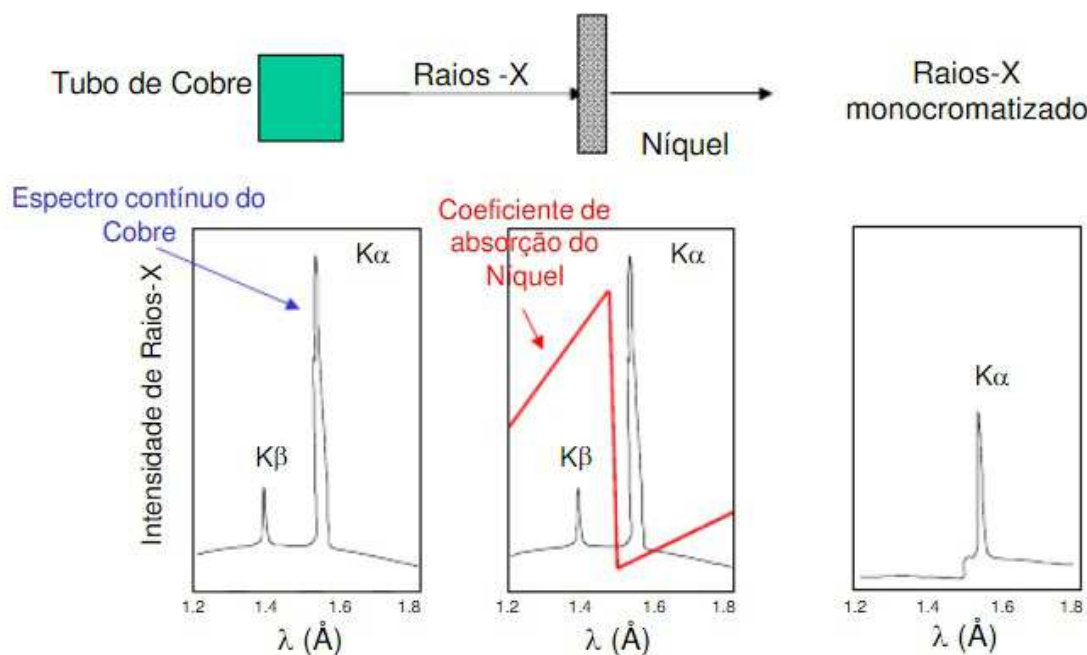 Tubo de Cobre
Raios -X
Níquel
Raios-X
monocromatizado
Espectro contínuo do
Cobre
Intensidade de Raios-X
Kα
Kβ
1.2 1.4 1.6 1.8
λ (Å)
Coeficiente de
absorção do
Níquel
Kα
Kβ
1.2 1.4 1.6 1.8
λ (Å)
Kα
1.2 1.4 1.6 1.8
λ (Å)